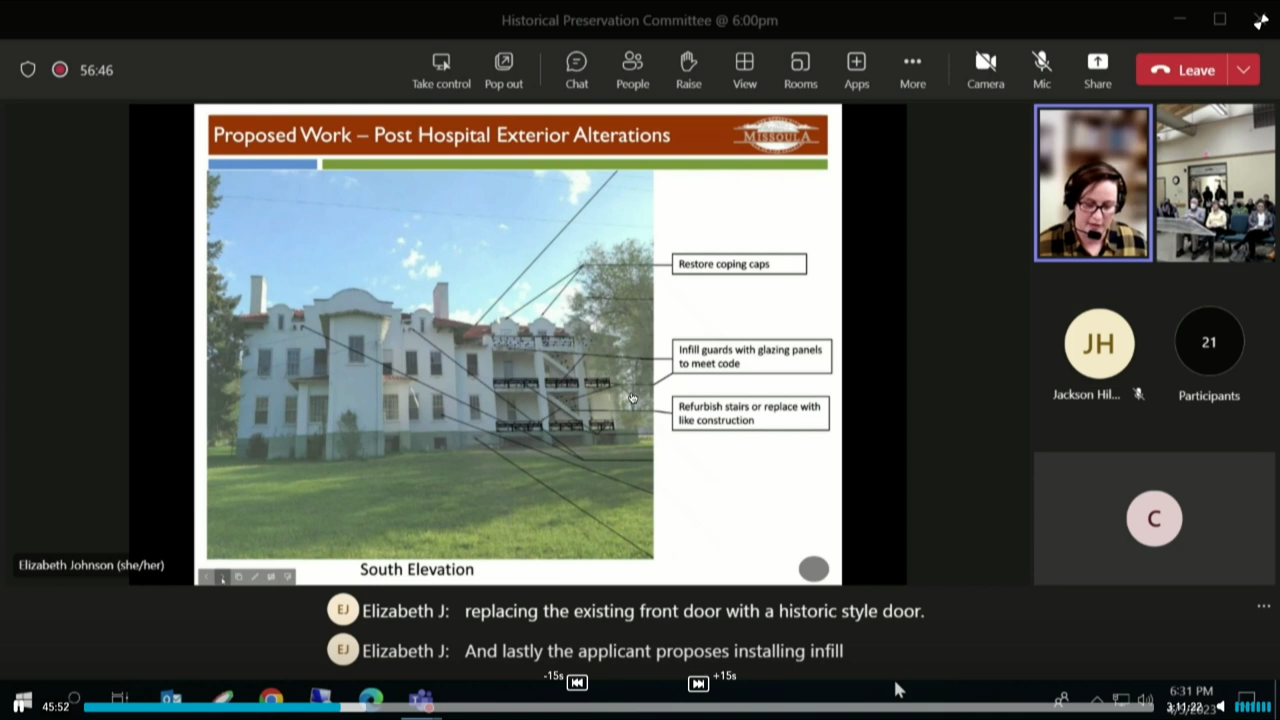 Historical Preservation Committee @ 6:00pm
56:46
Take control
Pop out
Chat
People
Raise
View
Rooms
Apps
More
Camera
Mic
Share
Leave
Proposed Work – Post Hospital Exterior Alterations
MISSOULA
Restore coping caps
Infill guards with glazing panels
to meet code
Refurbish stairs or replace with
like construction
South Elevation
Elizabeth Johnson (she/her)
JH
Jackson Hil...
21
Participants
C
EJ
Elizabeth J: replacing the existing front door with a historic style door.
EJ
Elizabeth J: And lastly the applicant proposes installing infill
-15s
+15s
45:52
6:31 PM
3:11:22